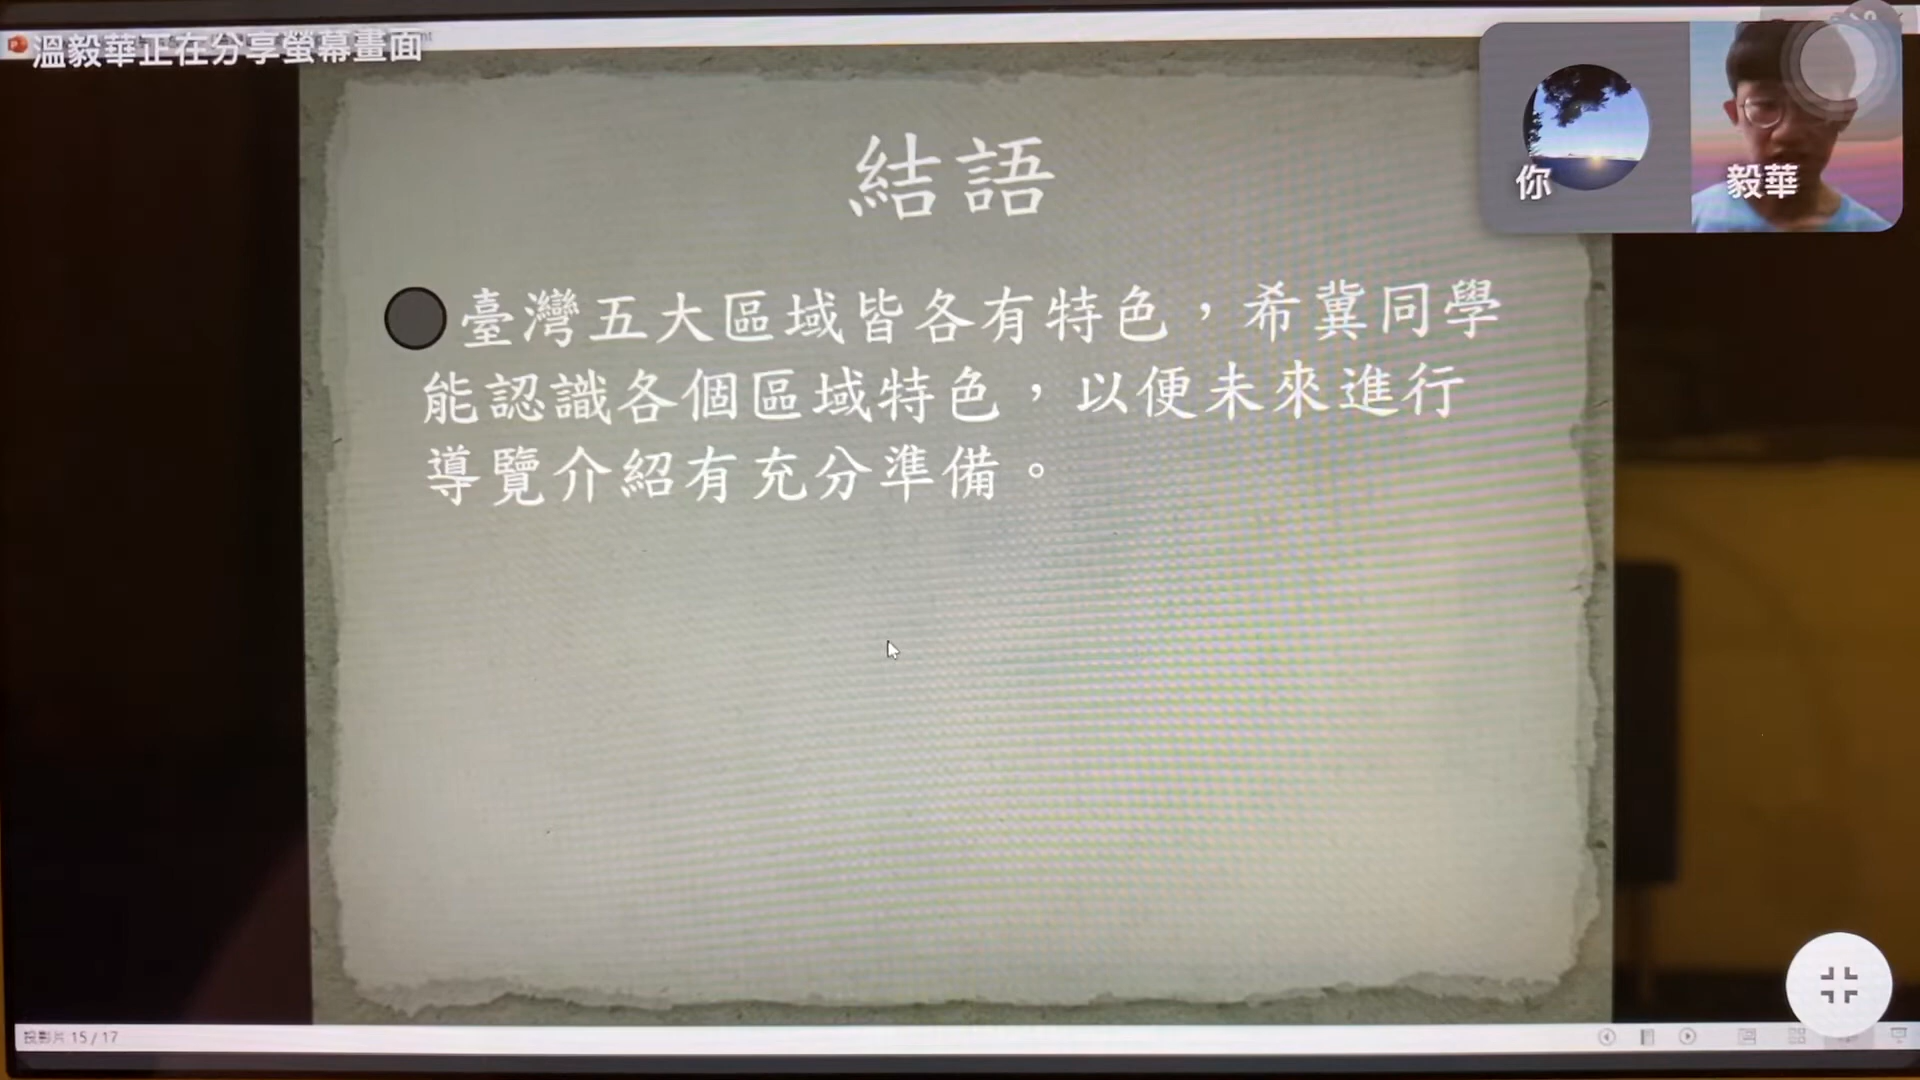 溫毅華正在分享螢幕畫面
你
毅華
結語
臺灣五大區域皆各有特色，希冀同學
能認識各個區域特色，以便未來進行
導覽介紹有充分準備。
投影片 15 / 17